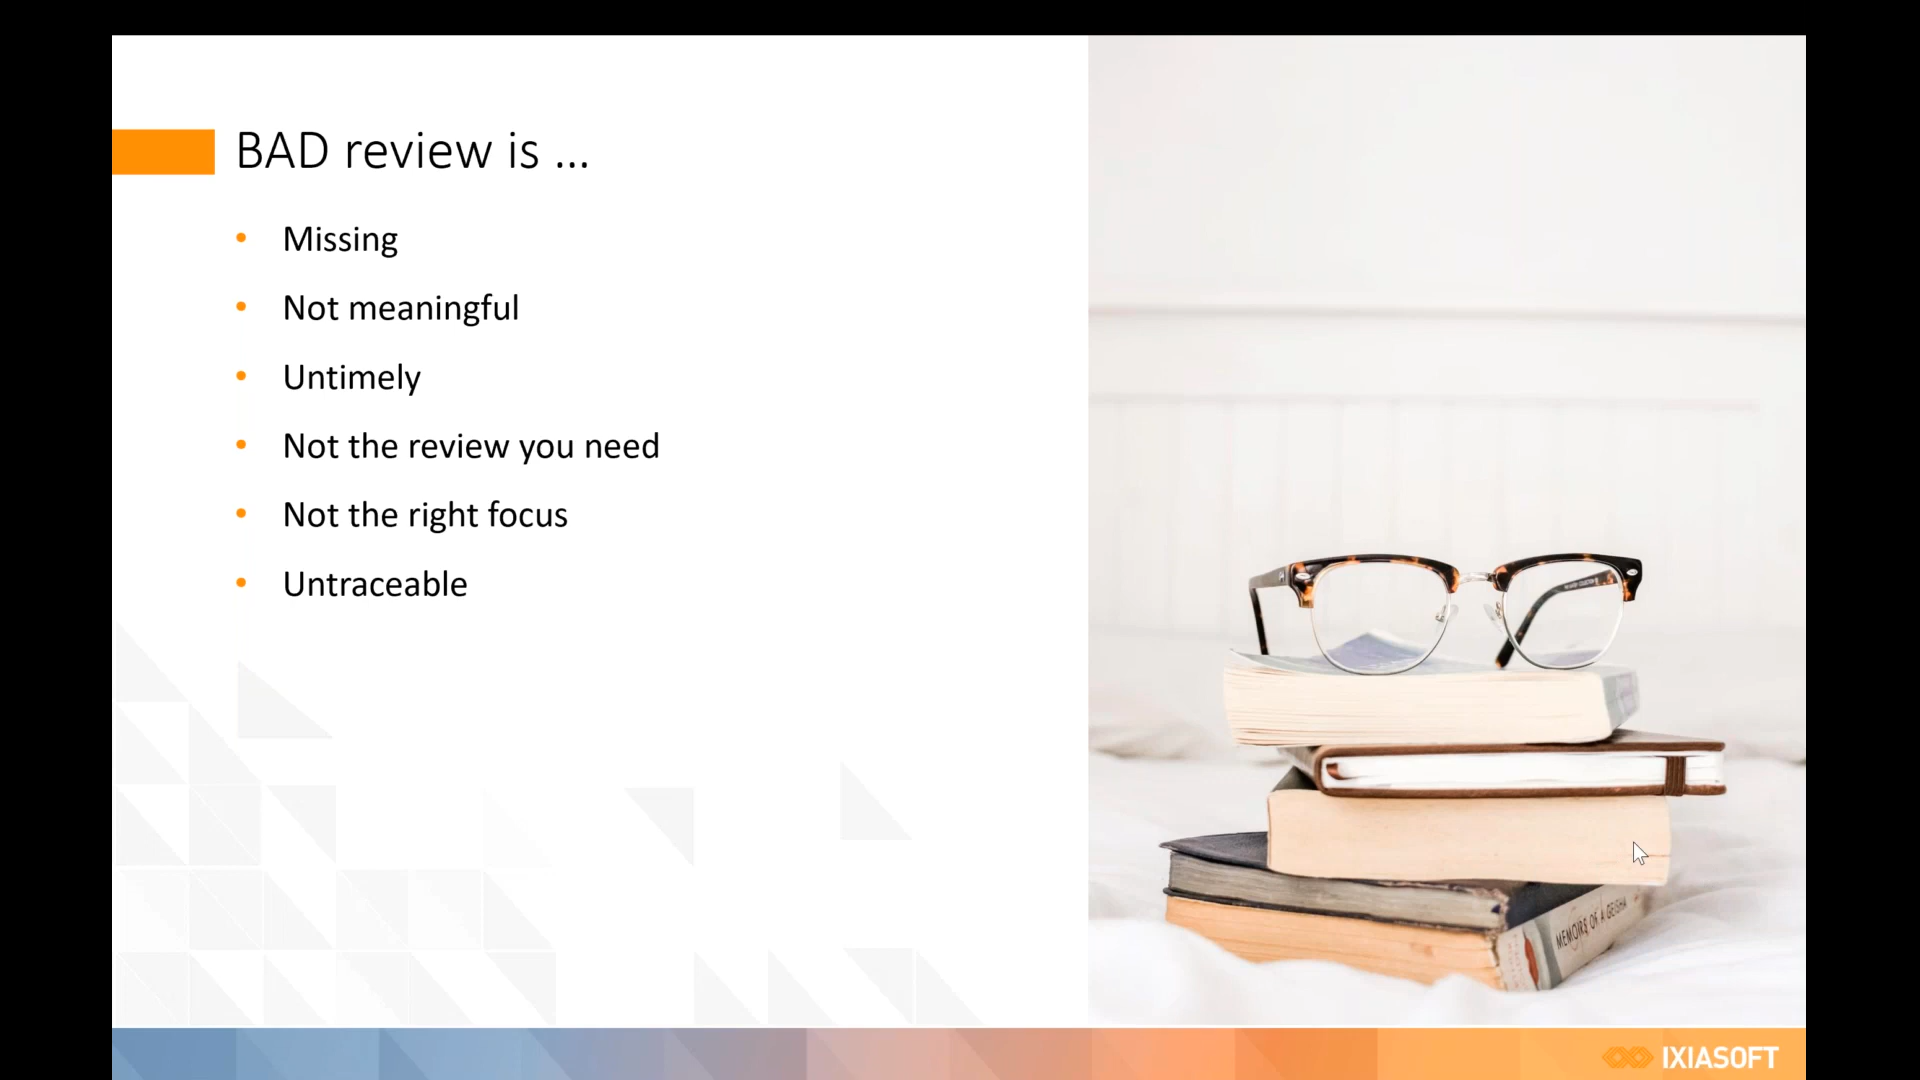 BAD review is ...
• Missing
• Not meaningful
• Untimely
• Not the review you need
• Not the right focus
• Untraceable
MEMOIRS OF A GEISHA
IXIASOFT